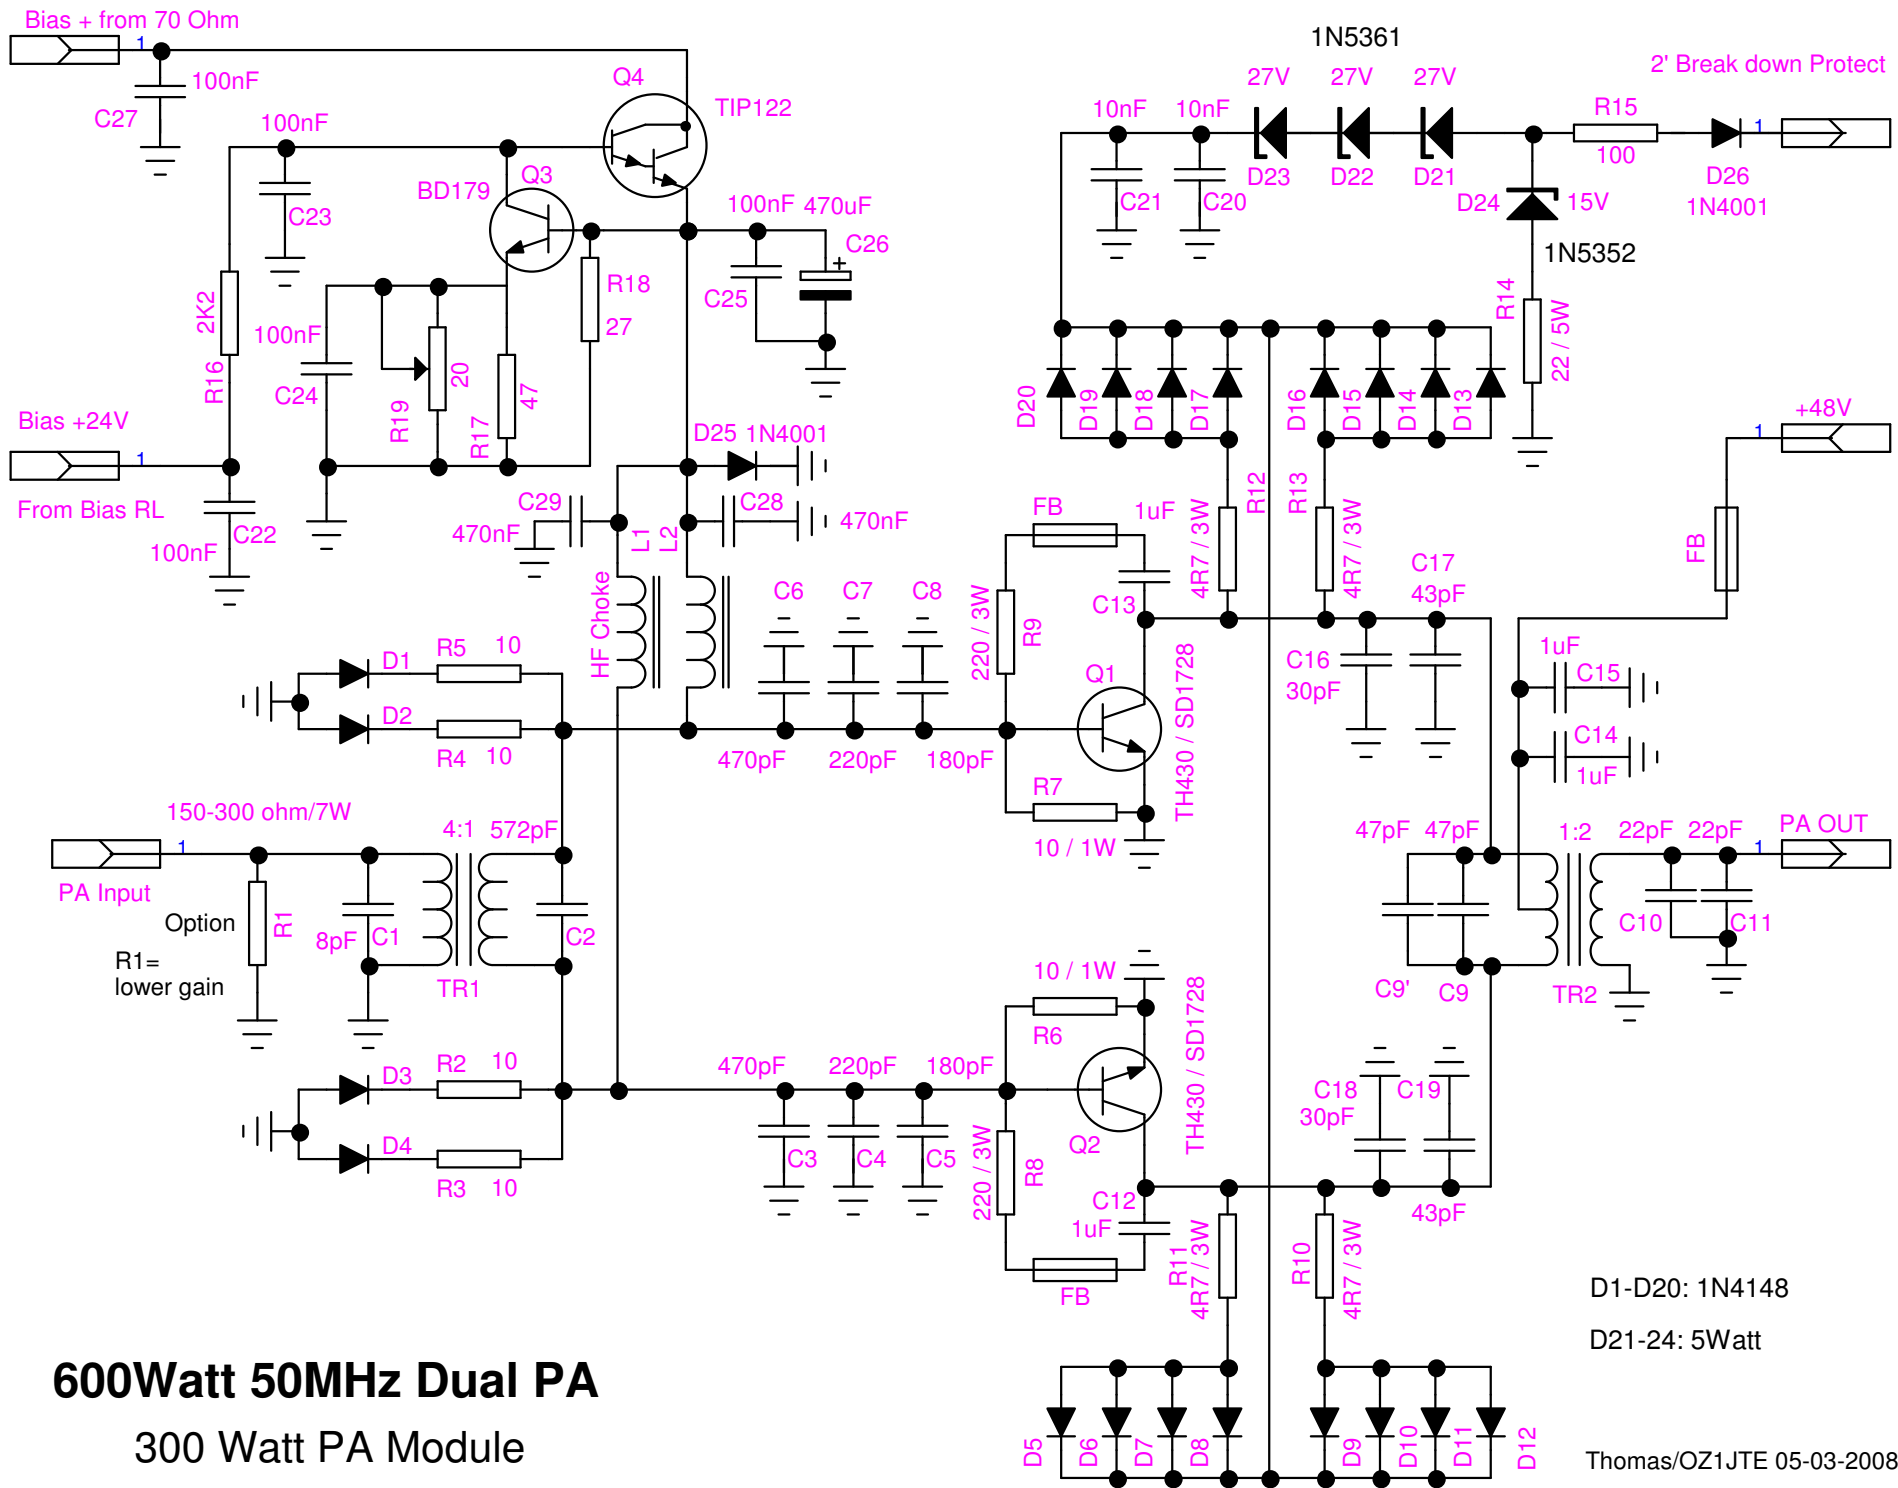 Bias + from 70 Ohm
1
100nF
C27
Q4
TIP122
1N5361
27V 27V 27V
2' Break down Protect
10nF 10nF
R15
1
100
D26
1N4001
D23 D22 D21
C21 C20
D24 15V
1N5352
R14
22 / 5W
100nF
C23
BD179
Q3
100nF 470uF
C26
C25
R18
27
2K2
R16
100nF
C24
20
R19
47
R17
Bias +24V
1
From Bias RL
100nF
C22
D25 1N4001
C29
470nF
C28
470nF
L1
L2
HF Choke
D20
D19
D18
D17
D16
D15
D14
D13
+48V
1
FB
R12
4R7 / 3W
R13
4R7 / 3W
FB
1uF
C13
220 / 3W
R9
C17
43pF
C16
30pF
C6 C7 C8
470pF 220pF 180pF
D1
R5 10
D2
R4 10
Q1
TH430 / SD1728
R7
10 / 1W
1uF
C15
C14
1uF
150-300 ohm/7W
1
PA Input
Option
R1
R1=
lower gain
8pF C1
4:1
572pF
TR1
C2
47pF 47pF
C9' C9
1:2
TR2
22pF 22pF
C10 C11
PA OUT
1
10 / 1W
R6
TH430 / SD1728
Q2
D3
R2 10
D4
R3 10
470pF 220pF 180pF
C3 C4 C5
220 / 3W
R8
C12
1uF
FB
C18
30pF
C19
43pF
R11
4R7 / 3W
R10
4R7 / 3W
D5
D6
D7
D8
D9
D10
D11
D12
D1-D20: 1N4148
D21-24: 5Watt
600Watt 50MHz Dual PA
300 Watt PA Module
Thomas/OZ1JTE 05-03-2008